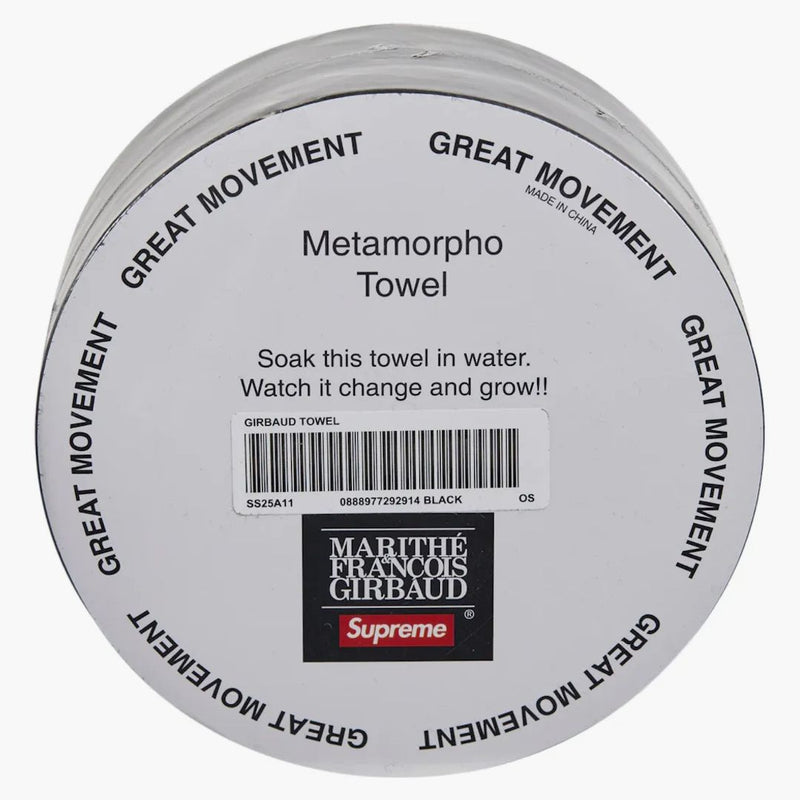 GREAT MOVEMENT
GREAT MOVEMENT
MADE IN CHINA
Metamorpho
Towel
GREAT MOVEMENT
GREAT MOVEMENT
Soak this towel in water.
Watch it change and grow!!
GIRBAUD TOWEL
SS25A11 0888977292914 BLACK OS
MARITHÉ
&
FRANCOIS
GIRBAUD
®
Supreme
GREAT MOVEMENT
GREAT MOVEMENT